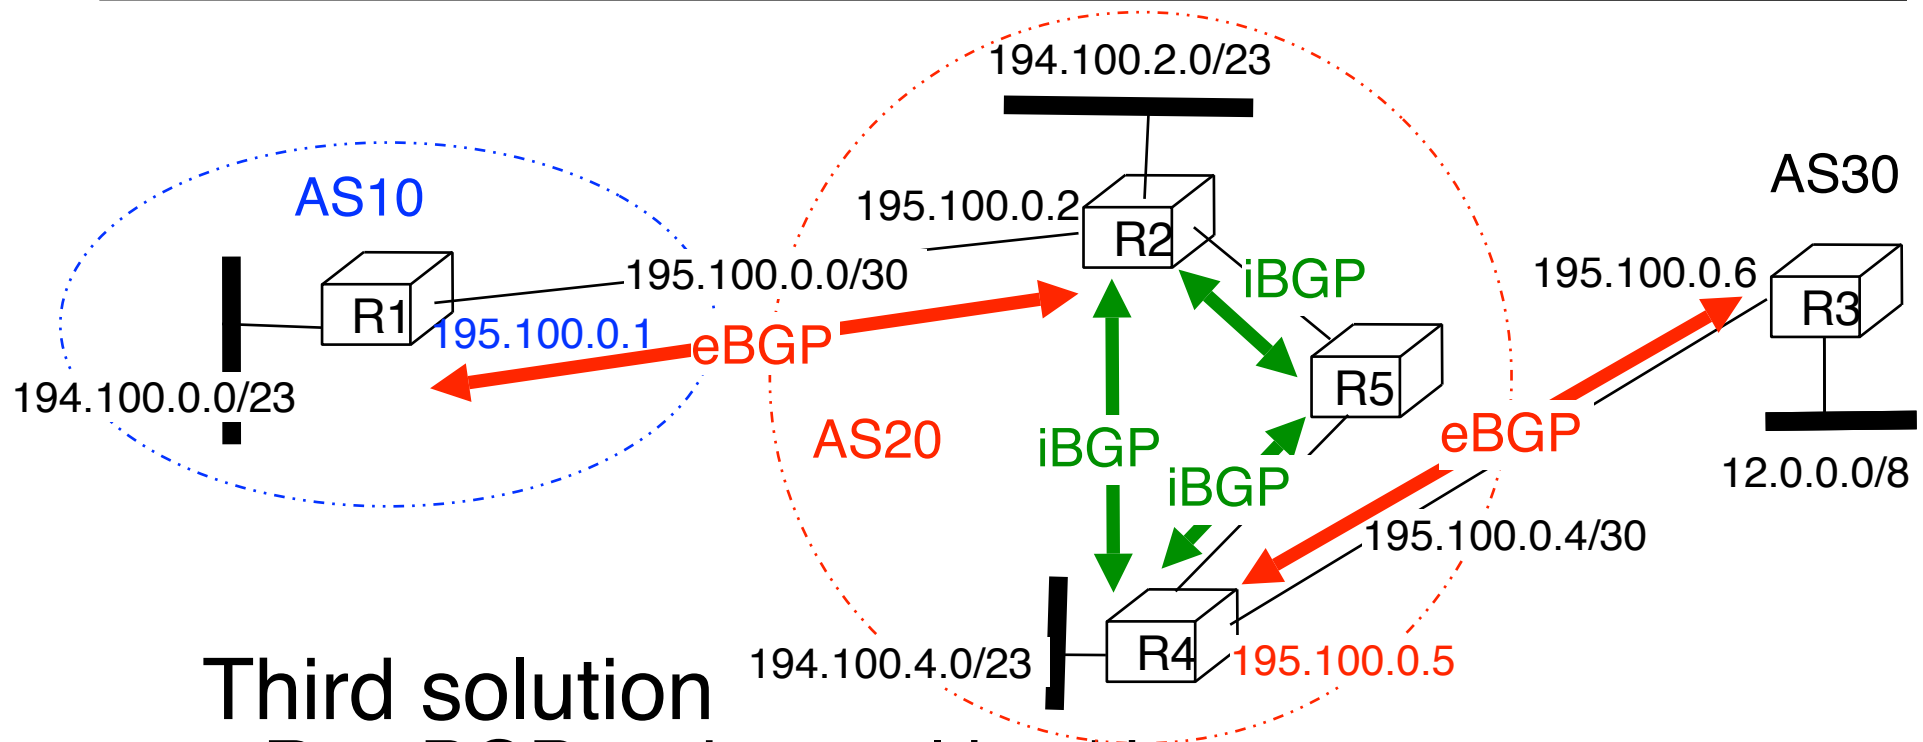 194.100.2.0/23
AS30
AS10
195.100.0.2
R2
iBGP
195.100.0.6
195.100.0.0/30
R3
R1
195.100.0.1
eBGP
R5
194.100.0.0/23
AS20
iBGP
eBGP
12.0.0.0/8
iBGP
195.100.0.4/30
194.100.4.0/23
R4
195.100.0.5
Third solution